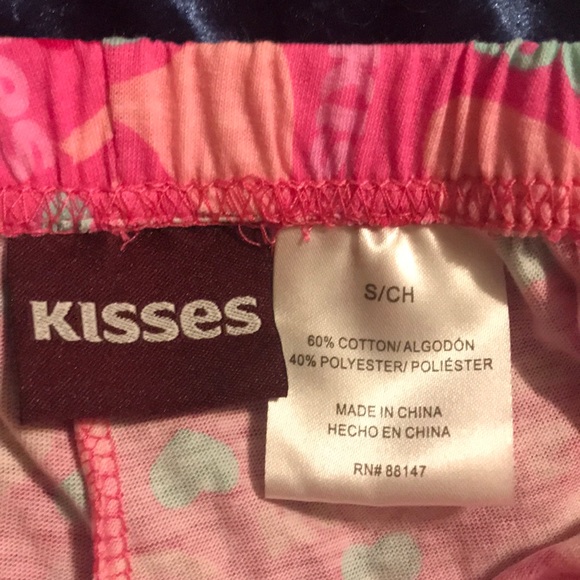 KISSES
S/CH
60% COTTON/ALGODÓN
40% POLYESTER/ POLIÉSTER
MADE IN CHINA
HECHO EN CHINA
RN# 88147